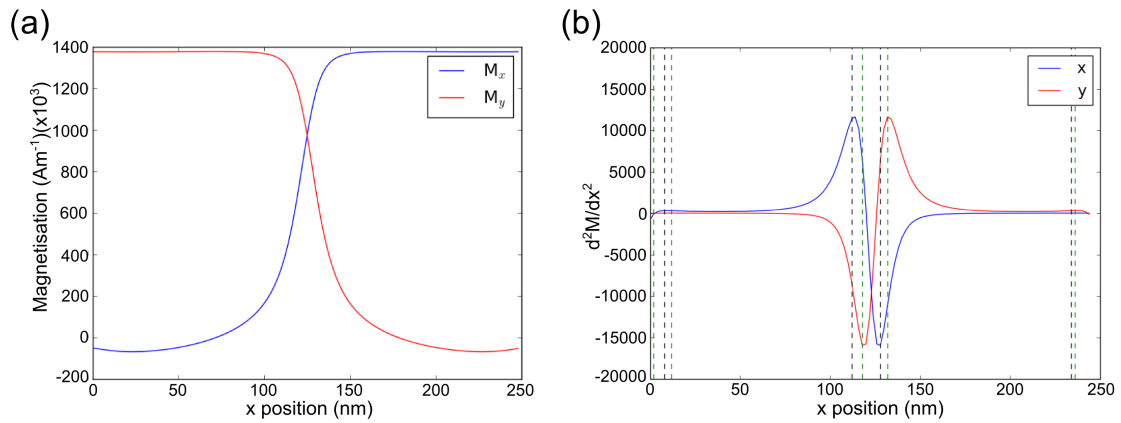 (a)
1400
1200
1000
800
600
400
200
0
-200
Magnetisation (Am⁻¹)(x10³)
Mₓ
Mᵧ
0 50 100 150 200 250
x position (nm)
(b)
20000
15000
10000
5000
0
-5000
-10000
-15000
-20000
d²M/dx²
x
y
0 50 100 150 200 250
x position (nm)